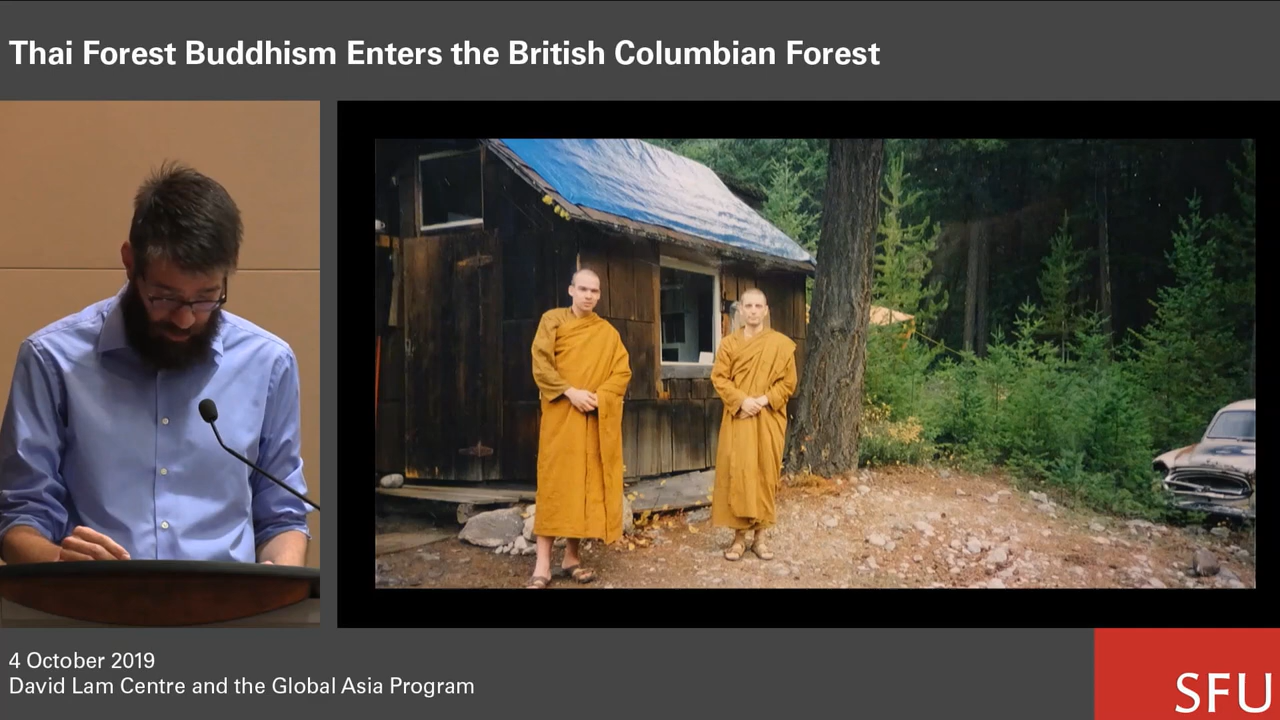 Thai Forest Buddhism Enters the British Columbian Forest
4 October 2019
David Lam Centre and the Global Asia Program
SFU